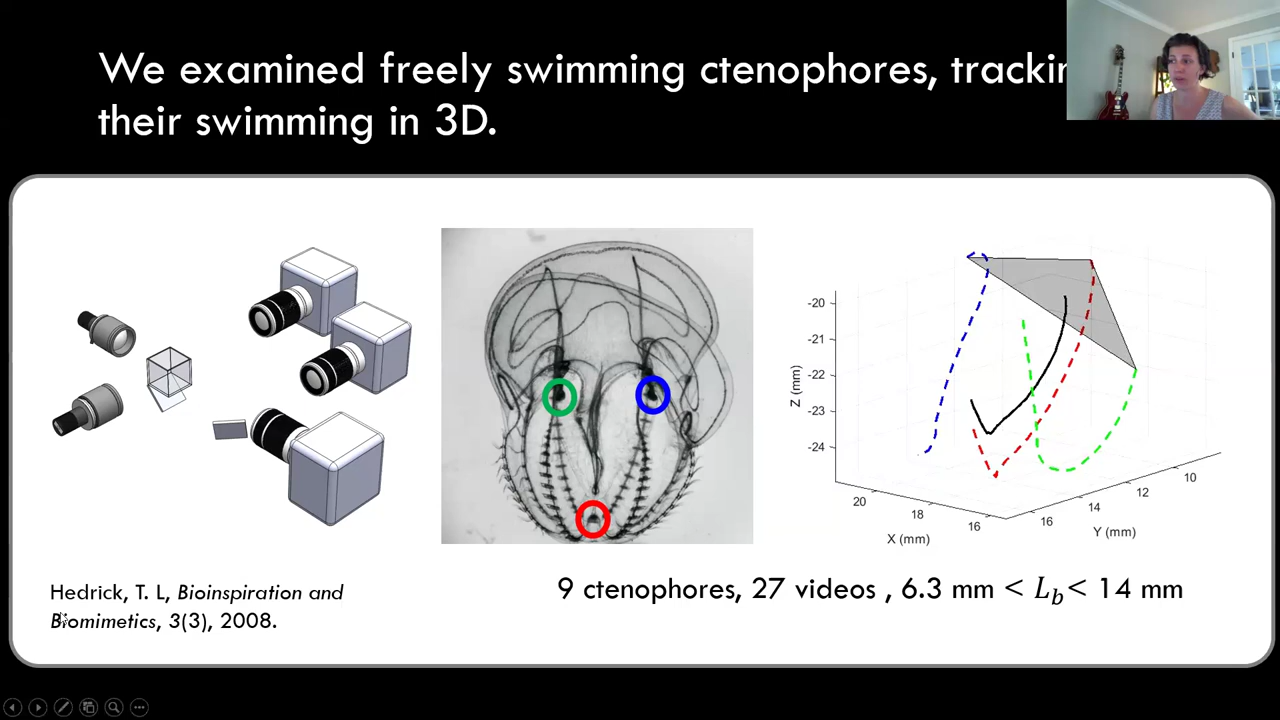 We examined freely swimming ctenophores,
their swimming in 3D.
-20
-21
-22
-23
-24
Z (mm)
20
18
16
X (mm)
16
14
12
10
Y (mm)
Hedrick, T. L, Bioinspiration and
Biomimetics, 3(3), 2008.
9 ctenophores, 27 videos , 6.3 mm < L_b < 14 mm